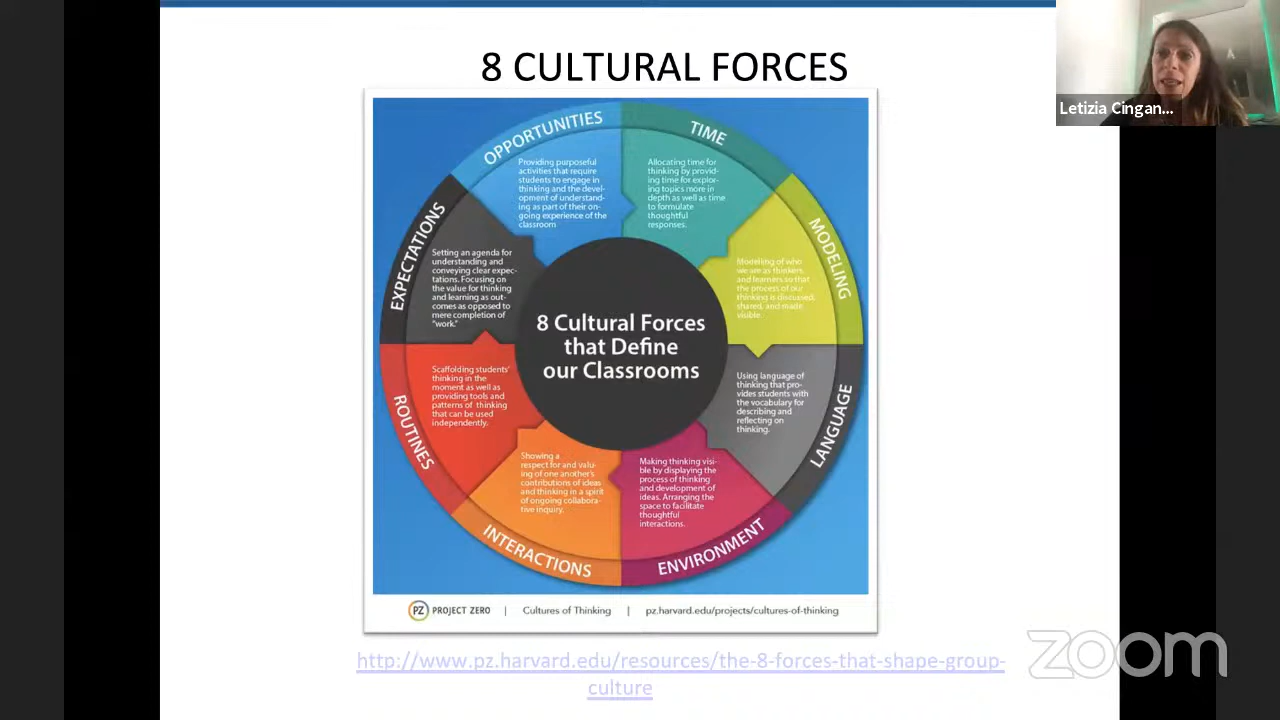 8 CULTURAL FORCES
Letizia Cingan...
OPPORTUNITIES
Providing purposeful
activities that require
students to engage in
thinking and the devel-
opment of understand-
ing as part of their on-
going experience of the
classroom
TIME
Allocating time for
thinking by provid-
ing time for explor-
ing topics more in
depth as well as time
to formulate
thoughtful
responses.
MODELING
Modelling of who
we are as thinkers
and learners so that
the process of our
thinking is discussed,
shared, and made
visible.
LANGUAGE
Using language of
thinking that pro-
vides students with
the vocabulary for
describing and
reflecting on
thinking.
ENVIRONMENT
Making thinking visi-
ble by displaying the
process of thinking
and development of
ideas. Arranging the
space to facilitate
thoughtful
interactions.
INTERACTIONS
Showing a
respect for and valu-
ing of one another's
contributions of ideas
and thinking in a spirit
of ongoing collabora-
tive inquiry.
ROUTINES
Scaffolding students'
thinking in the
moment as well as
providing tools and
patterns of thinking
that can be used
independently.
EXPECTATIONS
Setting an agenda for
understanding and
conveying clear expec-
tations. Focusing on
the value for thinking
and learning as out-
comes as opposed to
mere completion of
"work."
8 Cultural Forces
that Define
our Classrooms
PZ PROJECT ZERO | Cultures of Thinking | pz.harvard.edu/projects/cultures-of-thinking
http://www.pz.harvard.edu/resources/the-8-forces-that-shape-group-
culture
zoom